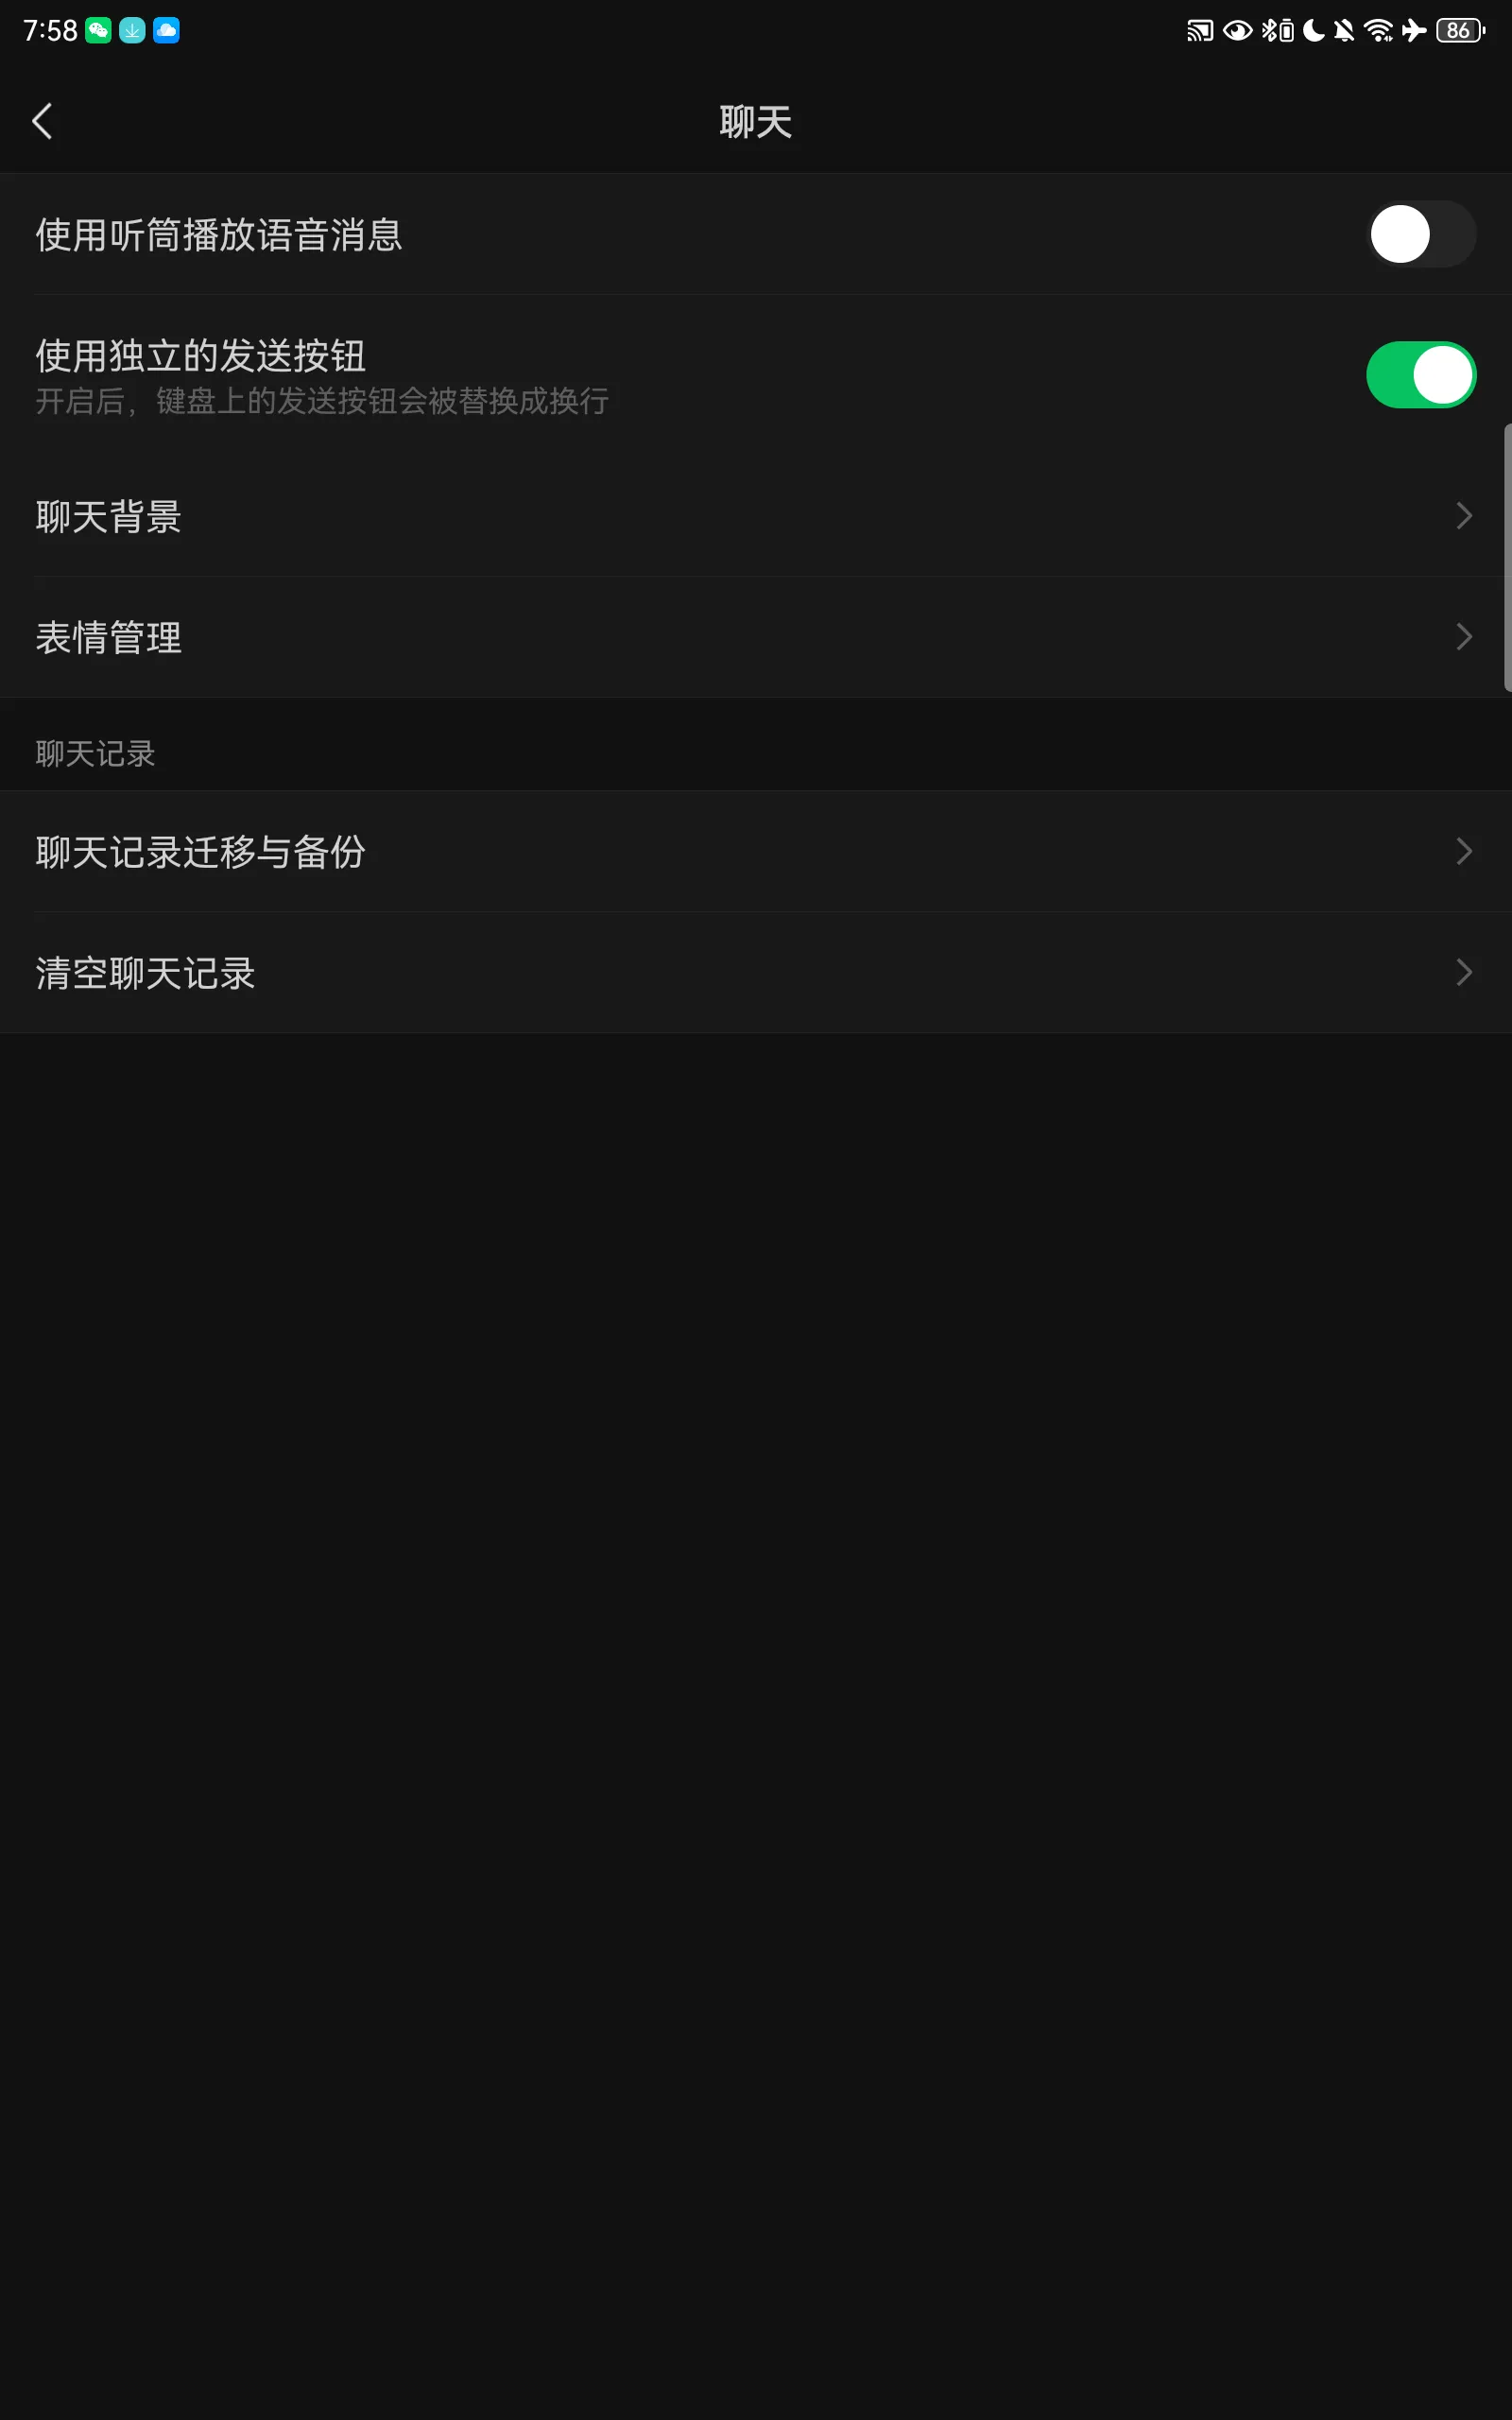 7:58
86
聊天
使用听筒播放语音消息
使用独立的发送按钮
开启后，键盘上的发送按钮会被替换成换行
聊天背景
表情管理
聊天记录
聊天记录迁移与备份
清空聊天记录